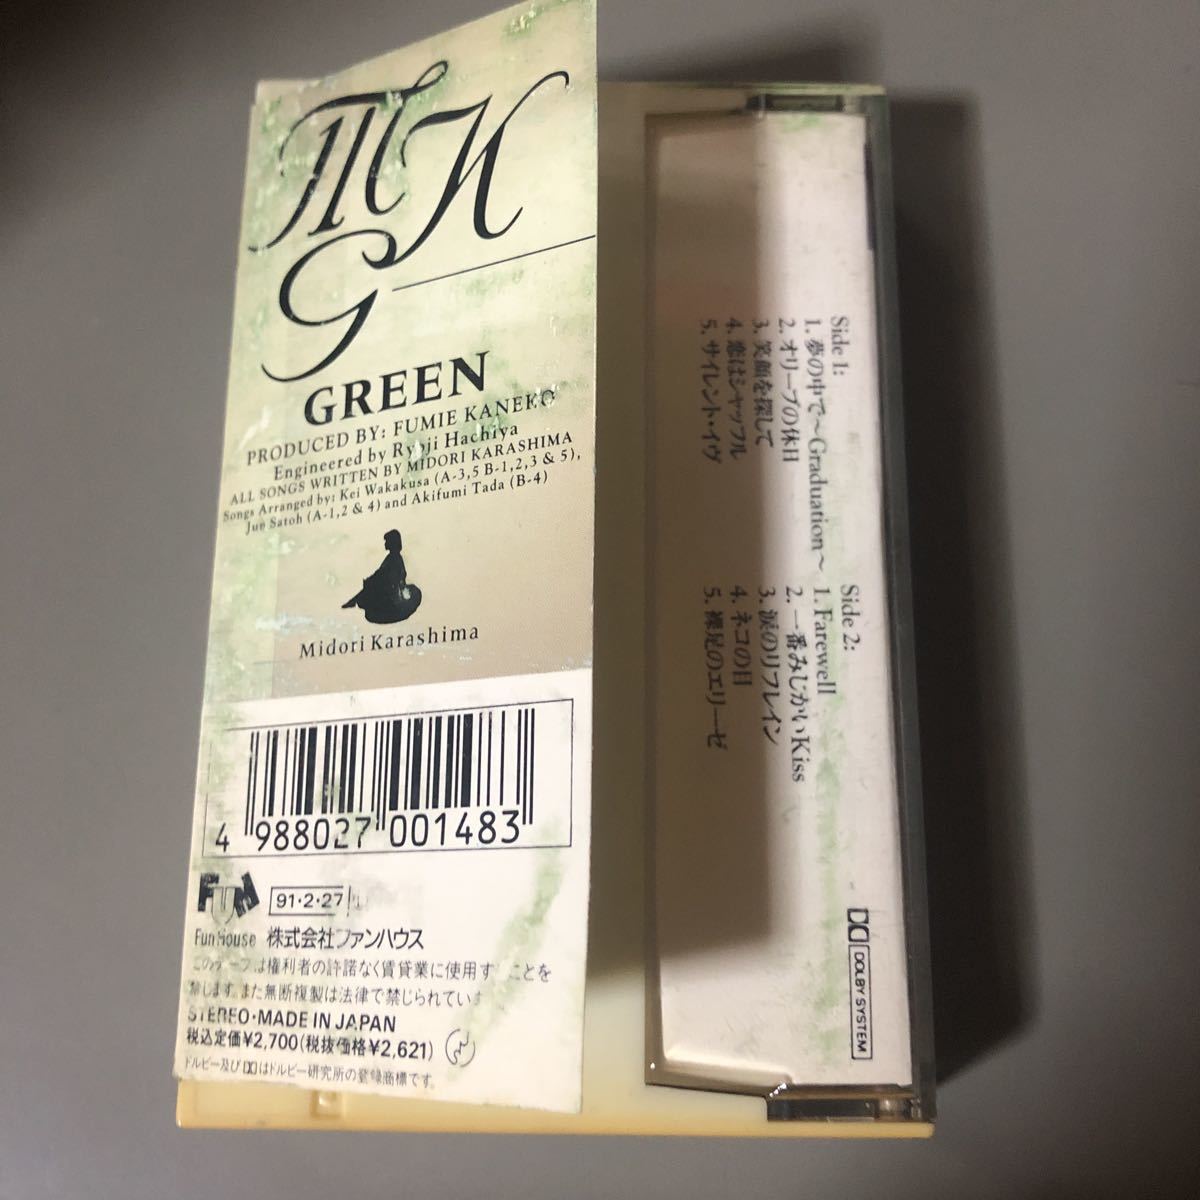 MK
G
GREEN
PRODUCED BY: FUMIE KANEKO
Engineered by Ryoji Hachiya
ALL SONGS WRITTEN BY MIDORI KARASHIMA
Songs Arranged by: Kei Wakakusa (A-3,5 B-1,2,3 & 5),
Jun Satoh (A-1,2 & 4) and Akifumi Tada (B-4)
Midori Karashima
4 988027 001483
FUN
91・2・27
Fun House 株式会社ファンハウス
このテープは権利者の許諾なく賃貸業に使用することを
禁じます。また無断複製は法律で禁じられています
STEREO・MADE IN JAPAN
税込定価¥2,700(税抜価格¥2,621)
ドルビー及びDDはドルビー研究所の登録商標です。
Side 1:
1. 夢の中で〜Graduation〜
2. オリーブの休日
3. 笑顔を探して
4. 恋はシャッフル
5. サイレント・イヴ
Side 2:
1. Farewell
2. 一番みじかいKiss
3. 涙のリフレイン
4. ネコの目
5. 裸足のエリーゼ
DOLBY SYSTEM